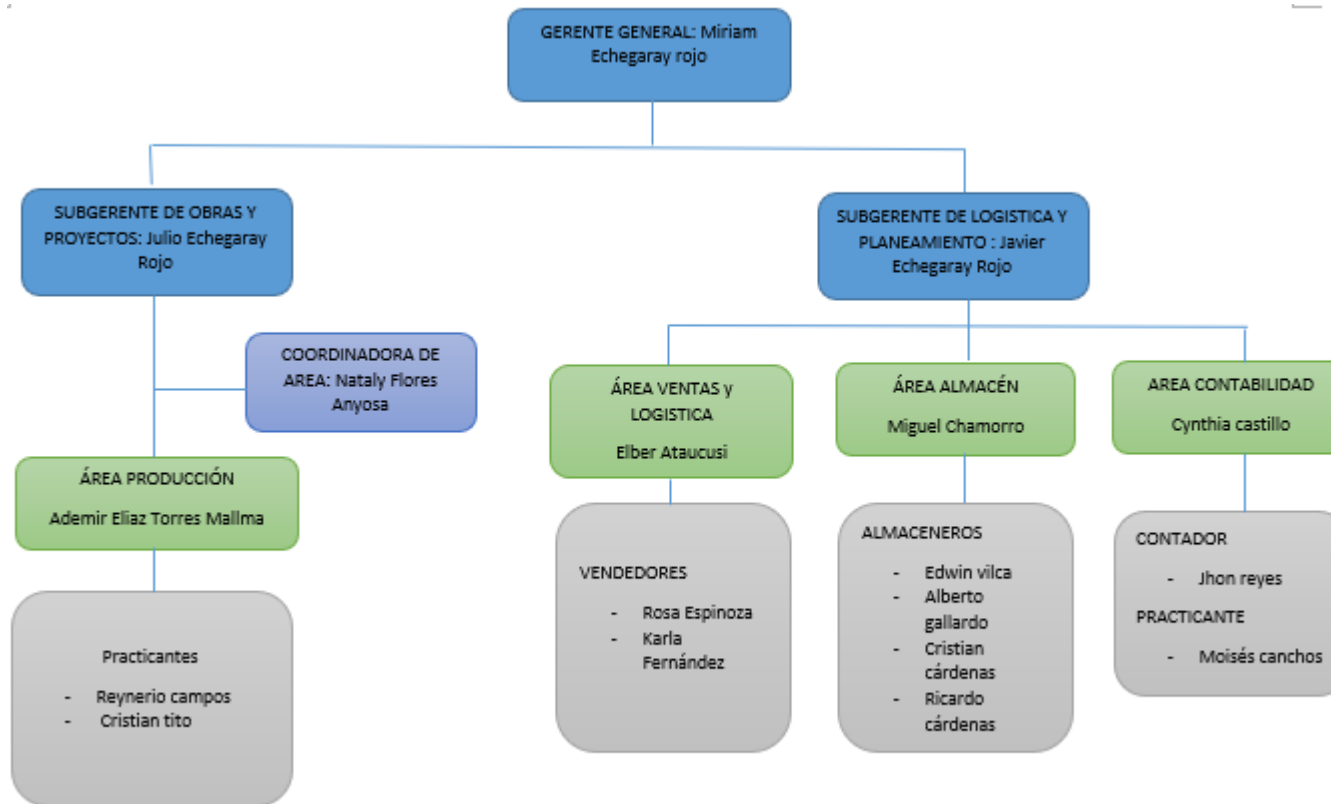 GERENTE GENERAL: Miriam
Echegaray rojo
SUBGERENTE DE OBRAS Y
PROYECTOS: Julio Echegaray
Rojo
SUBGERENTE DE LOGISTICA Y
PLANEAMIENTO : Javier
Echegaray Rojo
COORDINADORA DE
AREA: Nataly Flores
Anyosa
ÁREA PRODUCCIÓN
Ademir Eliaz Torres Mallma
Practicantes
- Reynerio campos
- Cristian tito
ÁREA VENTAS y
LOGISTICA
Elber Ataucusi
VENDEDORES
- Rosa Espinoza
- Karla
Fernández
ÁREA ALMACÉN
Miguel Chamorro
ALMACENEROS
- Edwin vilca
- Alberto
gallardo
- Cristian
cárdenas
- Ricardo
cárdenas
AREA CONTABILIDAD
Cynthia castillo
CONTADOR
- Jhon reyes
PRACTICANTE
- Moisés canchos